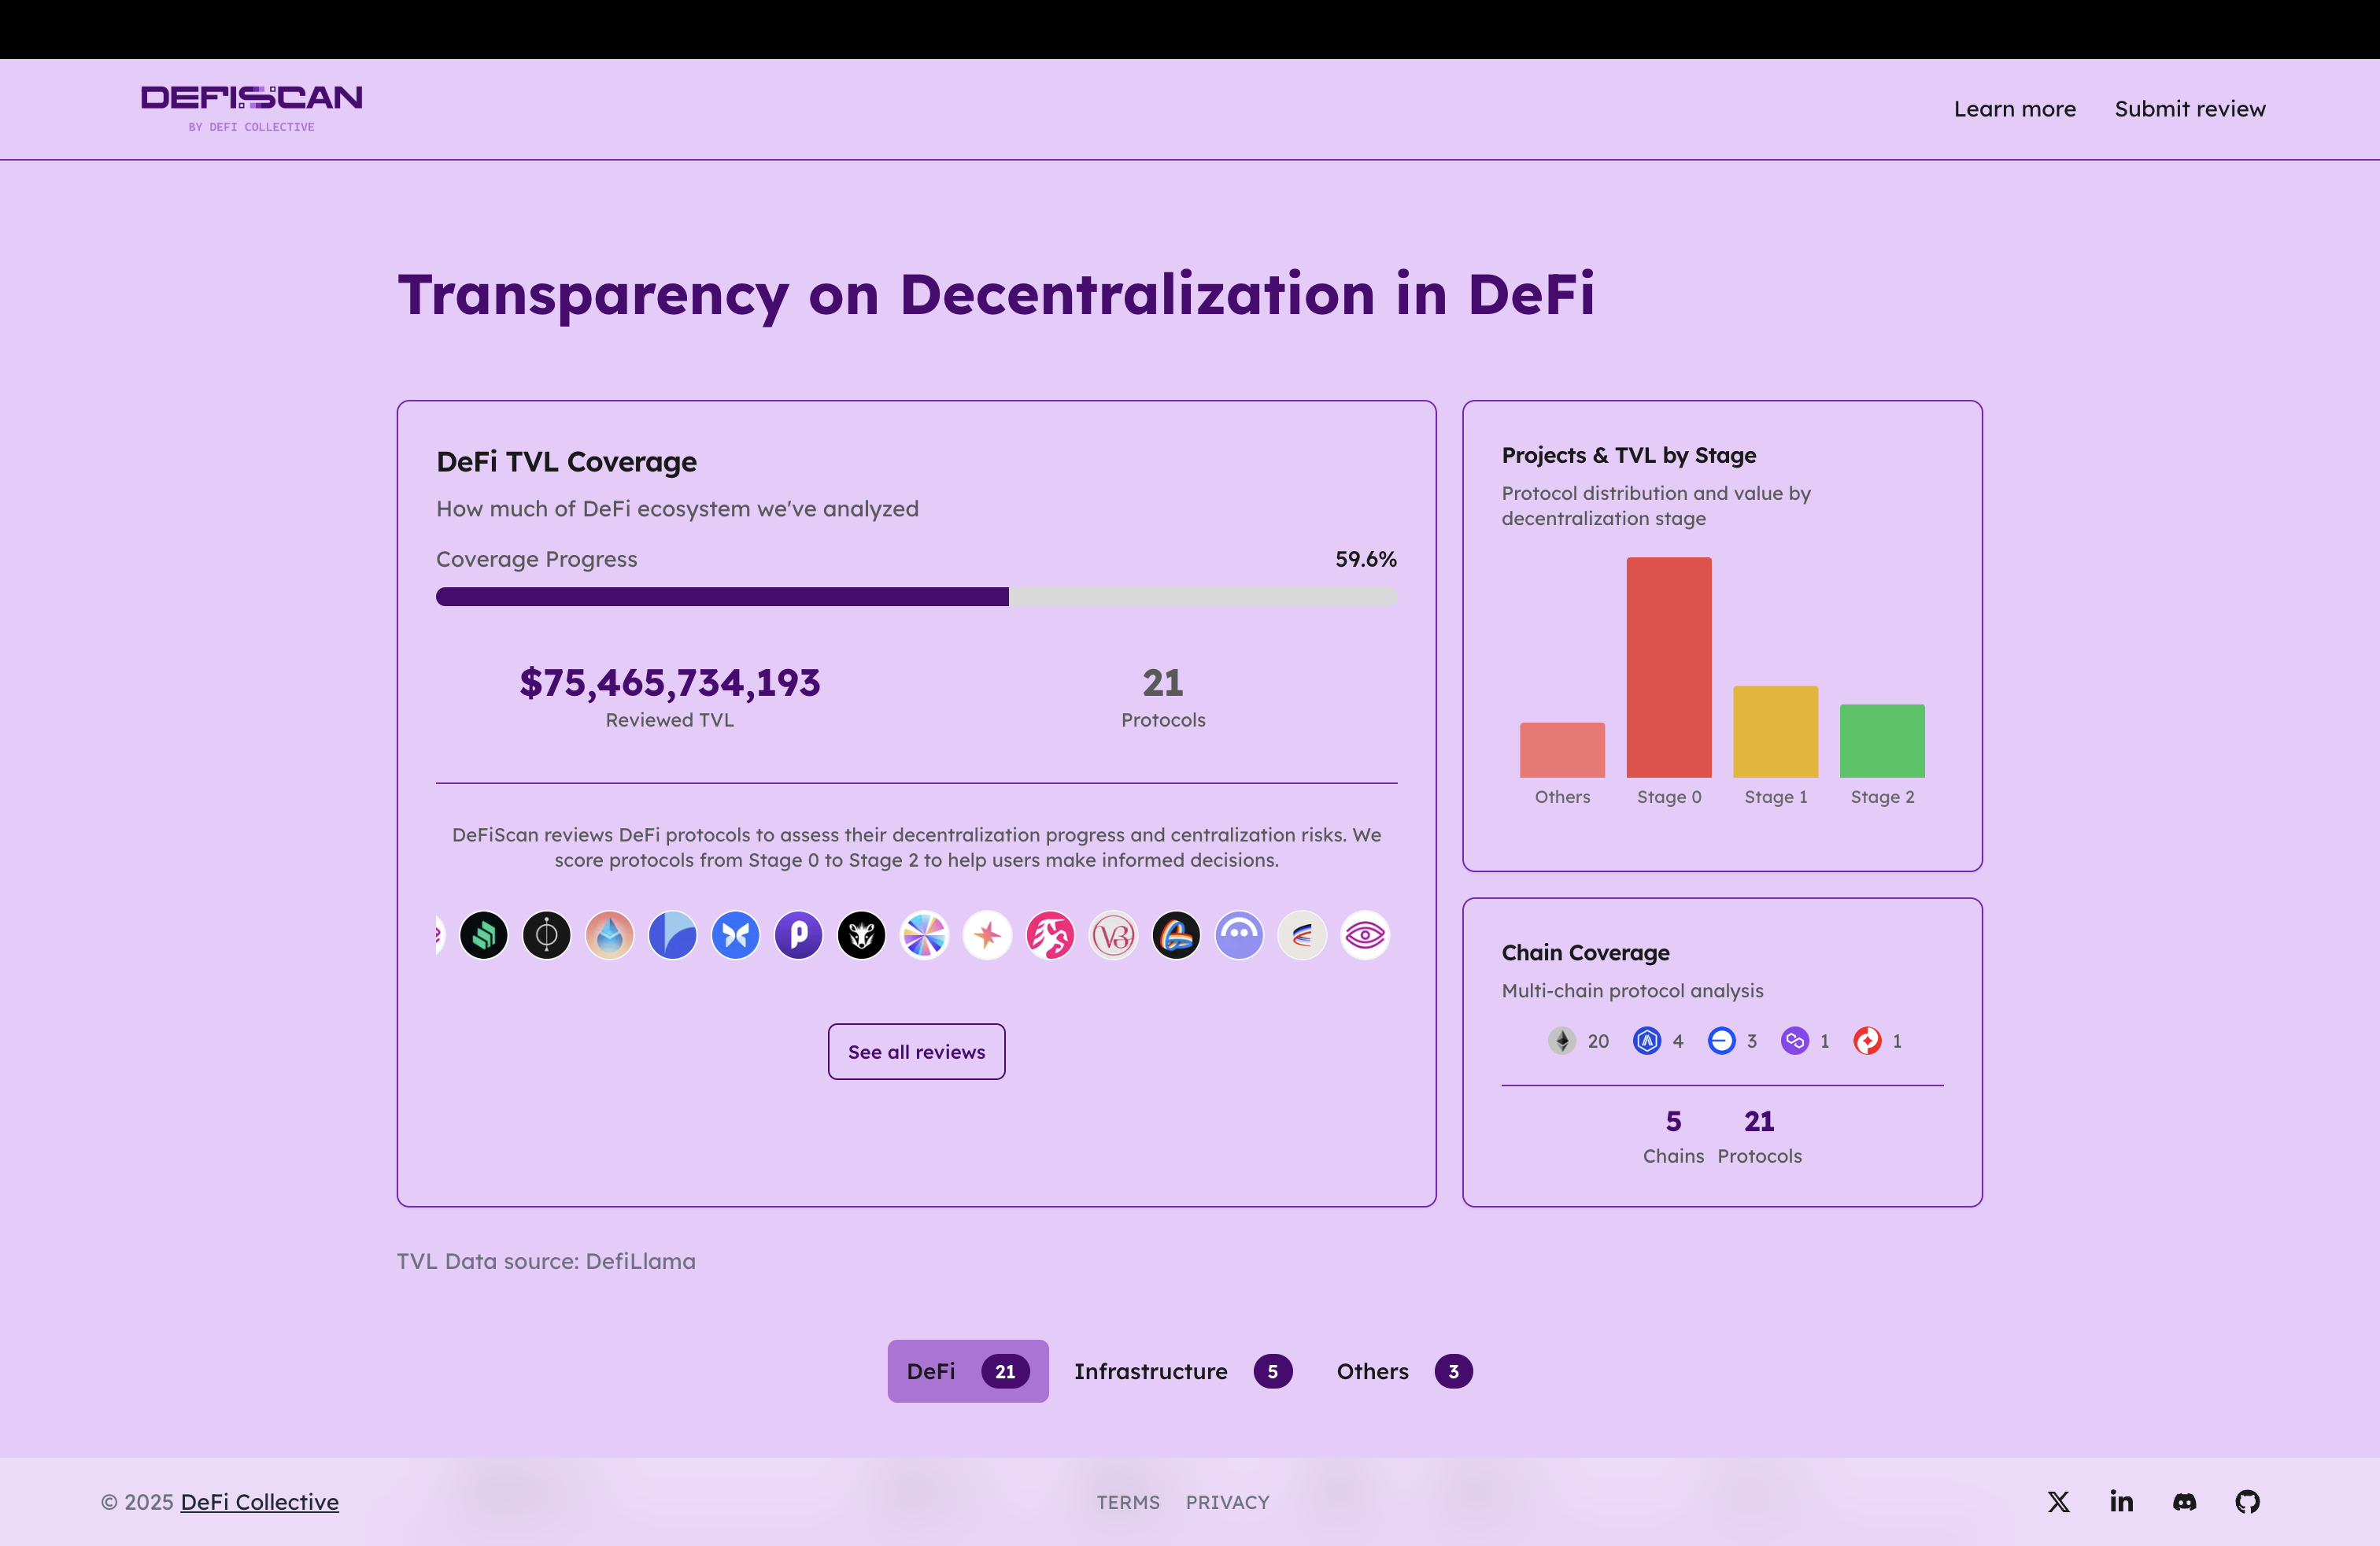 DEFISCAN
BY DEFI COLLECTIVE
Learn more
Submit review
Transparency on Decentralization in DeFi
DeFi TVL Coverage
How much of DeFi ecosystem we've analyzed
Coverage Progress
59.6%
$75,465,734,193
Reviewed TVL
21
Protocols
DeFiScan reviews DeFi protocols to assess their decentralization progress and centralization risks. We
score protocols from Stage 0 to Stage 2 to help users make informed decisions.
See all reviews
Projects & TVL by Stage
Protocol distribution and value by
decentralization stage
Others
Stage 0
Stage 1
Stage 2
Chain Coverage
Multi-chain protocol analysis
20
4
3
1
1
5
Chains
21
Protocols
TVL Data source: DefiLlama
DeFi 21
Infrastructure 5
Others 3
© 2025 DeFi Collective
TERMS
PRIVACY